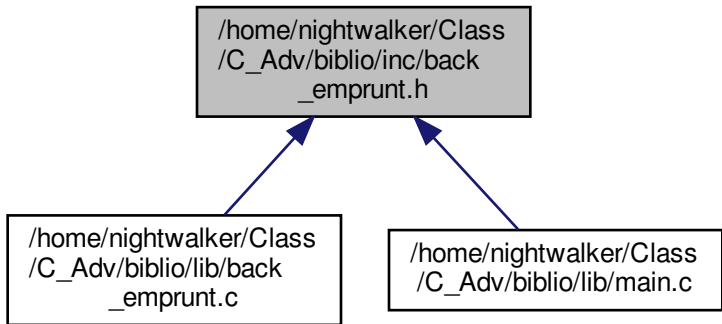 /home/nightwalker/Class
/C_Adv/biblio/inc/back
_emprunt.h
/home/nightwalker/Class
/C_Adv/biblio/lib/back
_emprunt.c
/home/nightwalker/Class
/C_Adv/biblio/lib/main.c